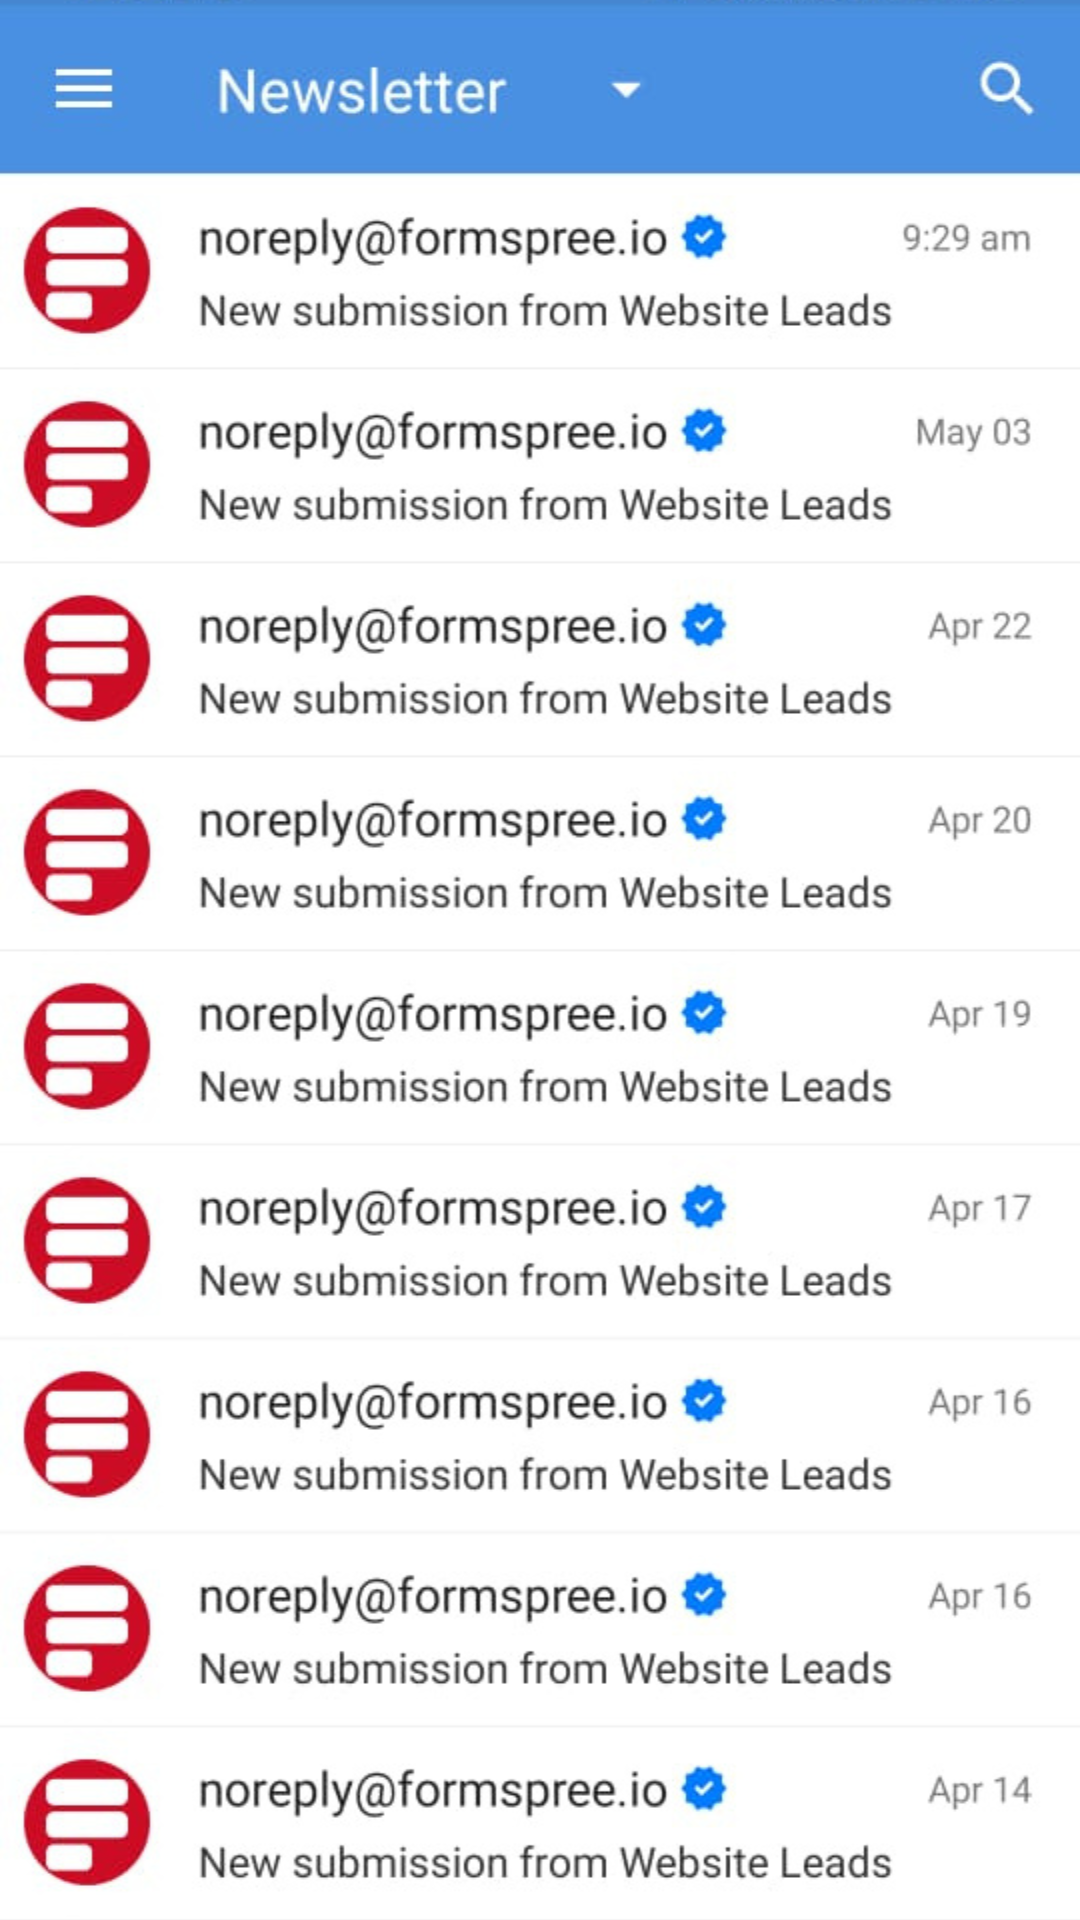 Newsletter
noreply@formspree.io 9:29 am
New submission from Website Leads
noreply@formspree.io May 03
New submission from Website Leads
noreply@formspree.io Apr 22
New submission from Website Leads
noreply@formspree.io Apr 20
New submission from Website Leads
noreply@formspree.io Apr 19
New submission from Website Leads
noreply@formspree.io Apr 17
New submission from Website Leads
noreply@formspree.io Apr 16
New submission from Website Leads
noreply@formspree.io Apr 16
New submission from Website Leads
noreply@formspree.io Apr 14
New submission from Website Leads